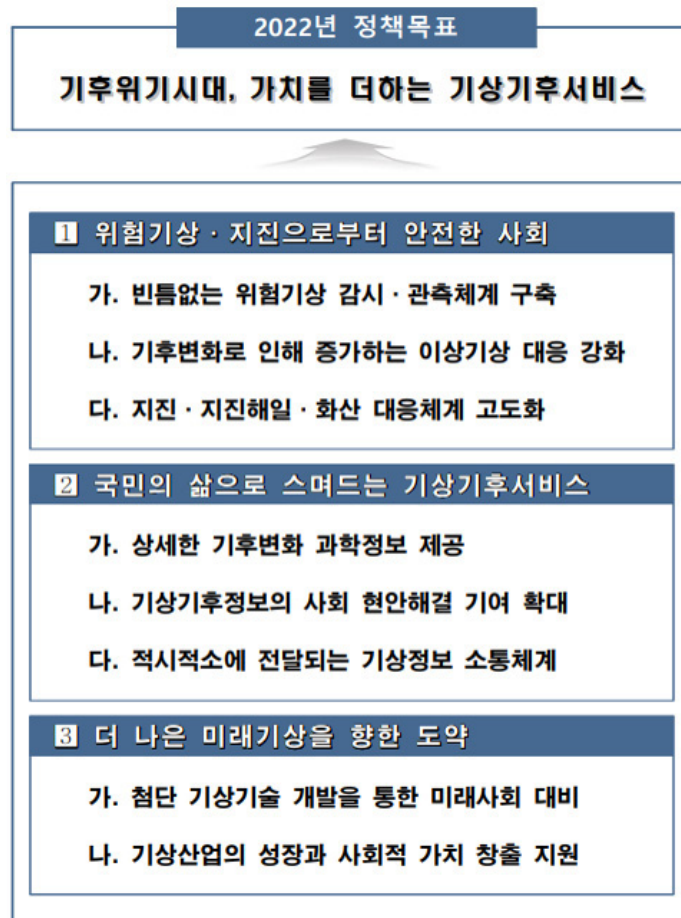 2022년 정책목표
기후위기시대, 가치를 더하는 기상기후서비스
1 위험기상 · 지진으로부터 안전한 사회
가. 빈틈없는 위험기상 감시 · 관측체계 구축
나. 기후변화로 인해 증가하는 이상기상 대응 강화
다. 지진 · 지진해일 · 화산 대응체계 고도화
2 국민의 삶으로 스며드는 기상기후서비스
가. 상세한 기후변화 과학정보 제공
나. 기상기후정보의 사회 현안해결 기여 확대
다. 적시적소에 전달되는 기상정보 소통체계
3 더 나은 미래기상을 향한 도약
가. 첨단 기상기술 개발을 통한 미래사회 대비
나. 기상산업의 성장과 사회적 가치 창출 지원